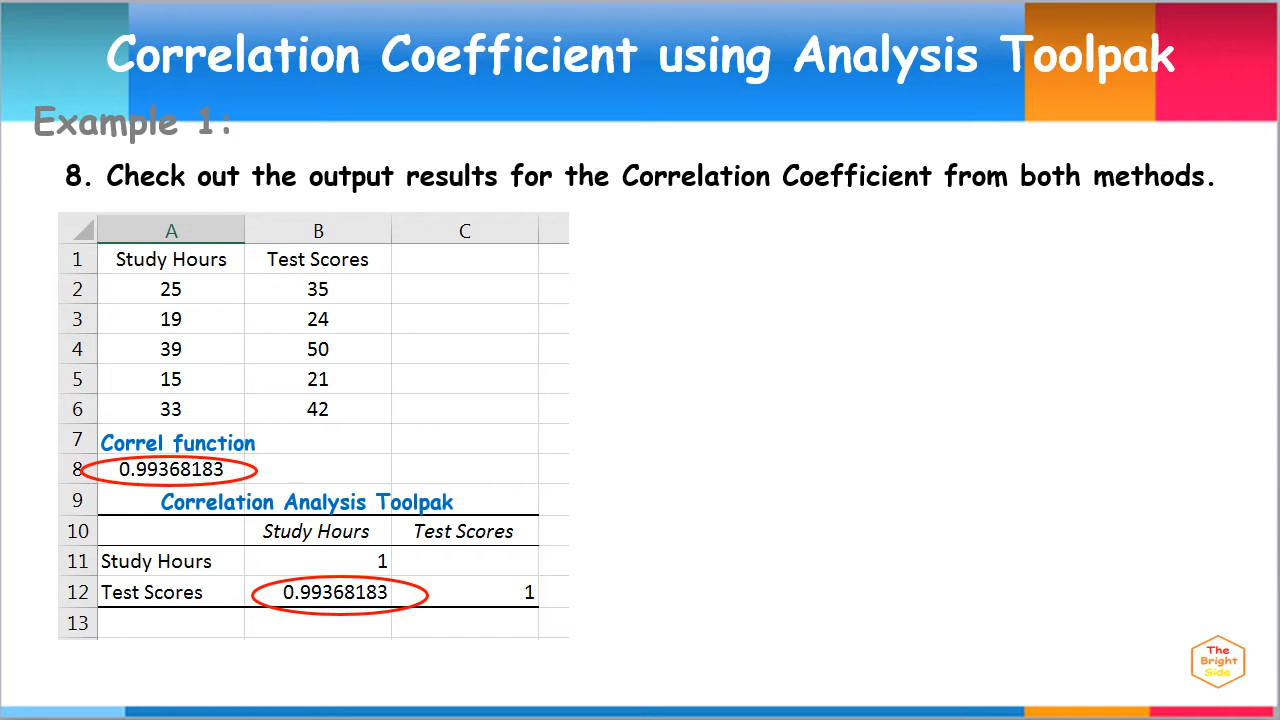 Correlation Coefficient using Analysis Toolpak
Example 1:
8. Check out the output results for the Correlation Coefficient from both methods.
A B C
1 Study Hours Test Scores
2 25 35
3 19 24
4 39 50
5 15 21
6 33 42
7 Correl function
8 0.99368183
9 Correlation Analysis Toolpak
10 Study Hours Test Scores
11 Study Hours 1
12 Test Scores 0.99368183 1
13
The
Bright
Side